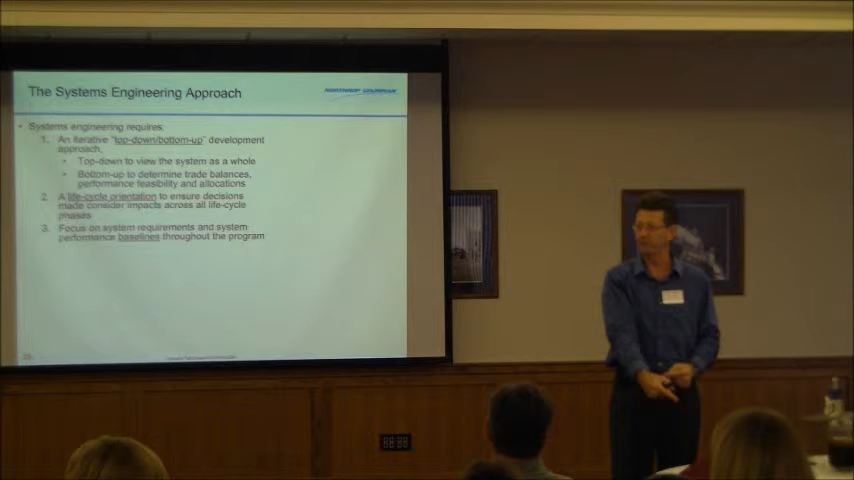 The Systems Engineering Approach
NORTHROP GRUMMAN
• Systems engineering requires:
1. An iterative "top-down/bottom-up" development
approach,
• Top-down to view the system as a whole
• Bottom-up to determine trade balances,
performance feasibility and allocations
2. A life-cycle orientation to ensure decisions
made consider impacts across all life-cycle
phases
3. Focus on system requirements and system
performance baselines throughout the program